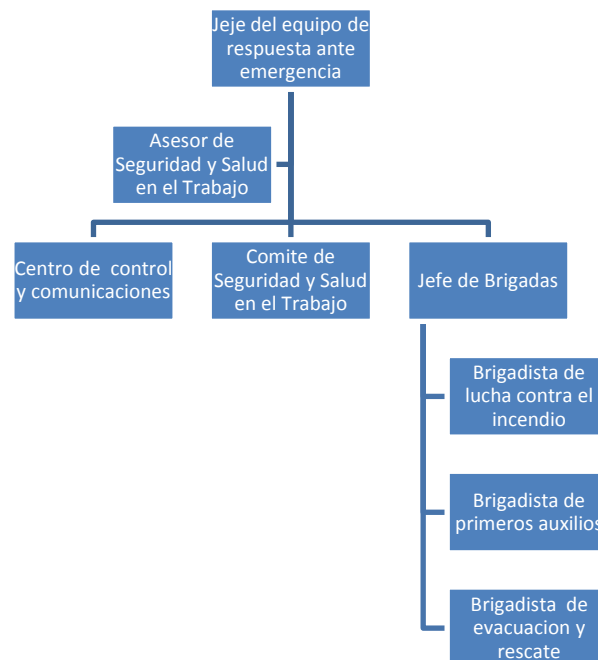 Jeje del equipo de
respuesta ante
emergencia
Asesor de
Seguridad y Salud
en el Trabajo
Centro de control
y comunicaciones
Comite de
Seguridad y Salud
en el Trabajo
Jefe de Brigadas
Brigadista de
lucha contra el
incendio
Brigadista de
primeros auxilios
Brigadista de
evacuacion y
rescate